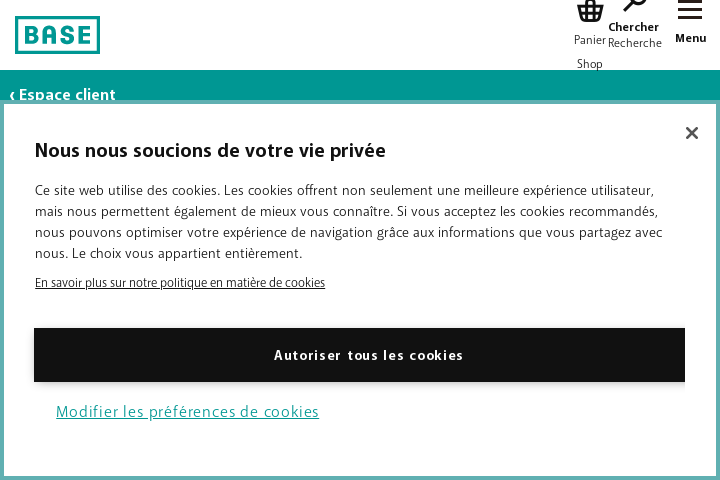 BASE
Panier
Shop
Chercher
Recherche
Menu
‹ Espace client
Nous nous soucions de votre vie privée
Ce site web utilise des cookies. Les cookies offrent non seulement une meilleure expérience utilisateur,
mais nous permettent également de mieux vous connaître. Si vous acceptez les cookies recommandés,
nous pouvons optimiser votre expérience de navigation grâce aux informations que vous partagez avec
nous. Le choix vous appartient entièrement.
En savoir plus sur notre politique en matière de cookies
Autoriser tous les cookies
Modifier les préférences de cookies